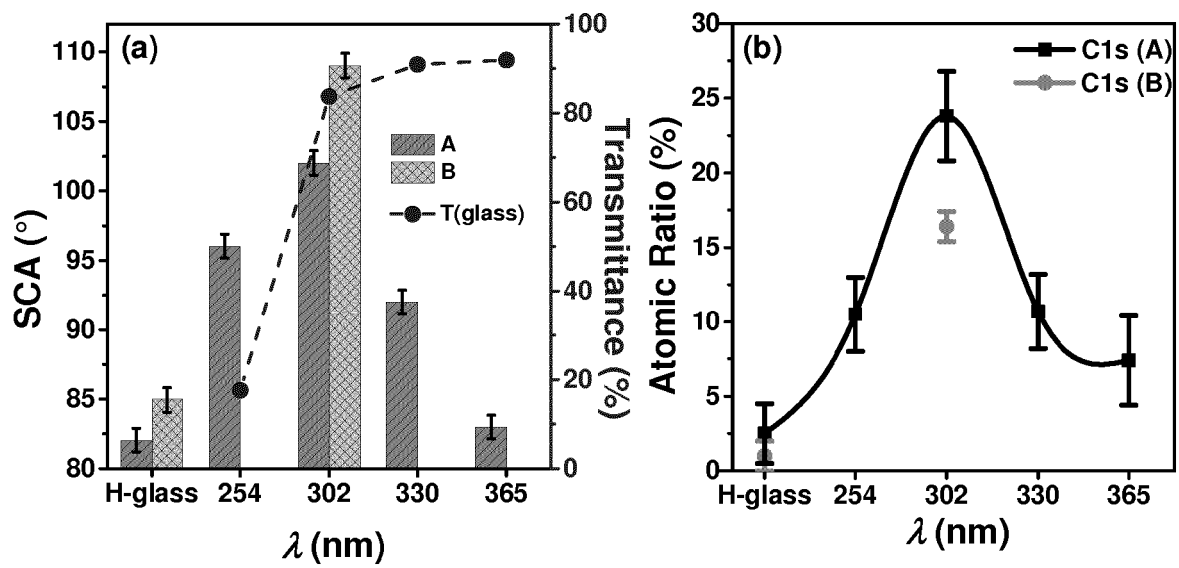 (a)
110
105
100
95
90
85
80
SCA (°)
A
B
T(glass)
100
80
60
40
20
0
Transmittance (%)
H-glass 254 302 330 365
λ (nm)
(b)
C1s (A)
C1s (B)
30
25
20
15
10
5
0
Atomic Ratio (%)
H-glass 254 302 330 365
λ (nm)